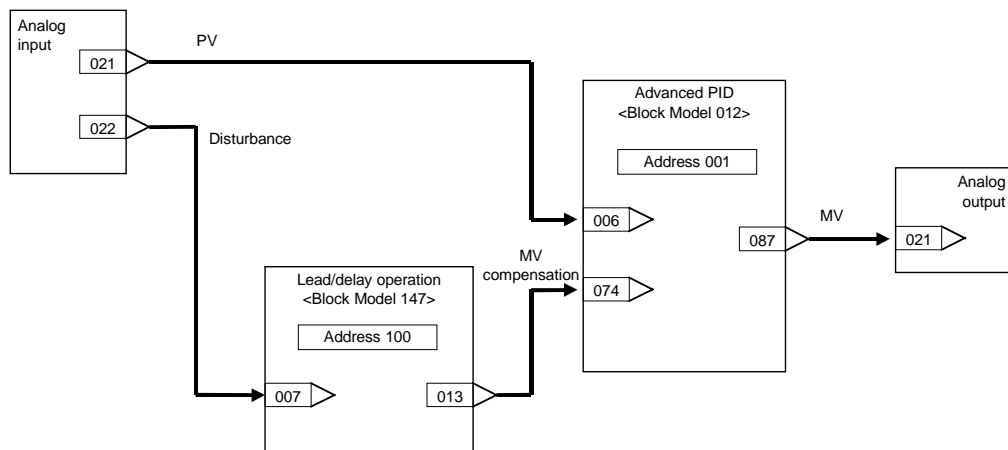 Analog
input
021
022
PV
Disturbance
Lead/delay operation
<Block Model 147>
Address 100
007
013
MV
compensation
Advanced PID
<Block Model 012>
Address 001
006
074
087
MV
Analog
output
021